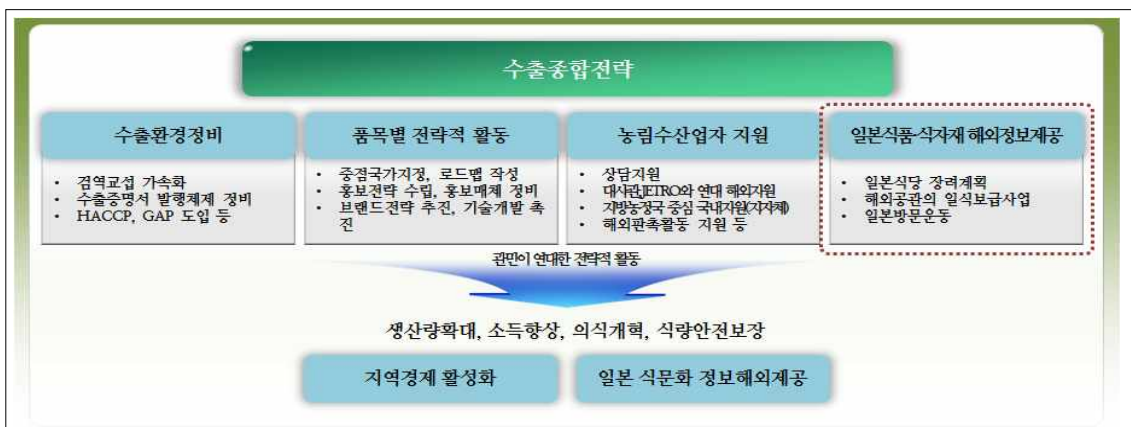 수출종합전략
수출환경정비
• 검역교섭 가속화
• 수출증명서 발행체제 정비
• HACCP, GAP 도입 등
품목별 전략적 활동
• 중점국가지정, 로드맵 작성
• 홍보전략 수립, 홍보매체 정비
• 브랜드전략 추진, 기술개발 촉
진
농림수산업자 지원
• 상담지원
• 대사관,JETRO와 연대 해외지원
• 지방농정국 중심 국내지원(지자체)
• 해외판촉활동 지원 등
일본식품·식자재 해외정보제공
• 일본식당 장려계획
• 해외공관의 일식보급사업
• 일본방문운동
관민이 연대한 전략적 활동
생산량확대, 소득향상, 의식개혁, 식량안전보장
지역경제 활성화
일본 식문화 정보해외제공